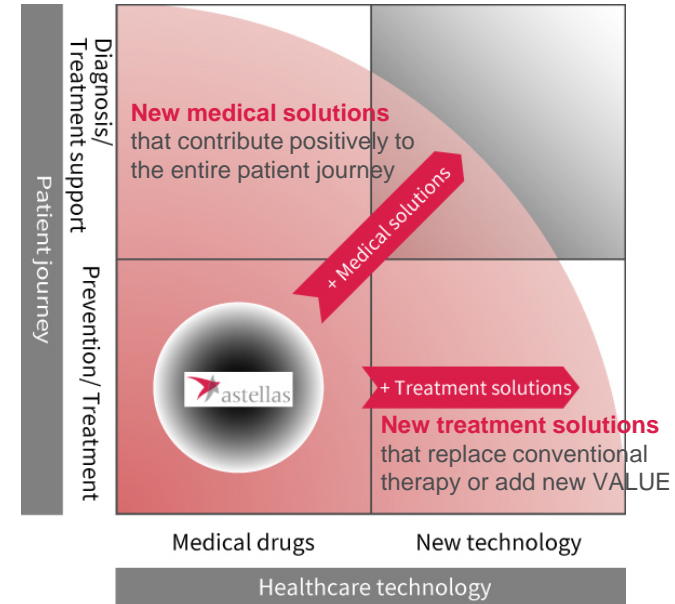 Patient journey
Diagnosis/
Treatment support
Prevention/ Treatment
New medical solutions
that contribute positively to
the entire patient journey
+ Medical solutions
astellas
+ Treatment solutions
New treatment solutions
that replace conventional
therapy or add new VALUE
Medical drugs
New technology
Healthcare technology